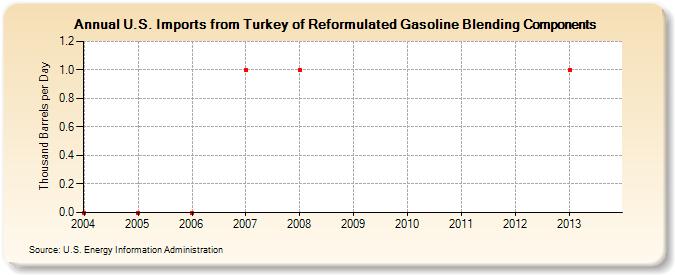 Annual U.S. Imports from Turkey of Reformulated Gasoline Blending Components
Thousand Barrels per Day
1.2
1.0
0.8
0.6
0.4
0.2
0.0
2004 2005 2006 2007 2008 2009 2010 2011 2012 2013
Source: U.S. Energy Information Administration